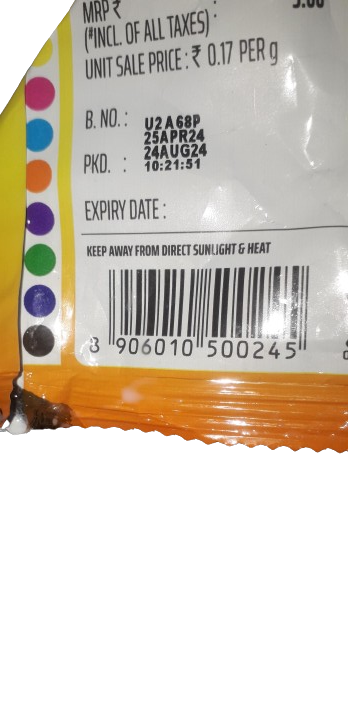 MRP ₹ :
(#INCL. OF ALL TAXES)
UNIT SALE PRICE : ₹ 0.17 PER g
B. NO. : U2A68P
25APR24
PKD. : 24AUG24
10:21:51
EXPIRY DATE :
KEEP AWAY FROM DIRECT SUNLIGHT & HEAT
8 906010 500245